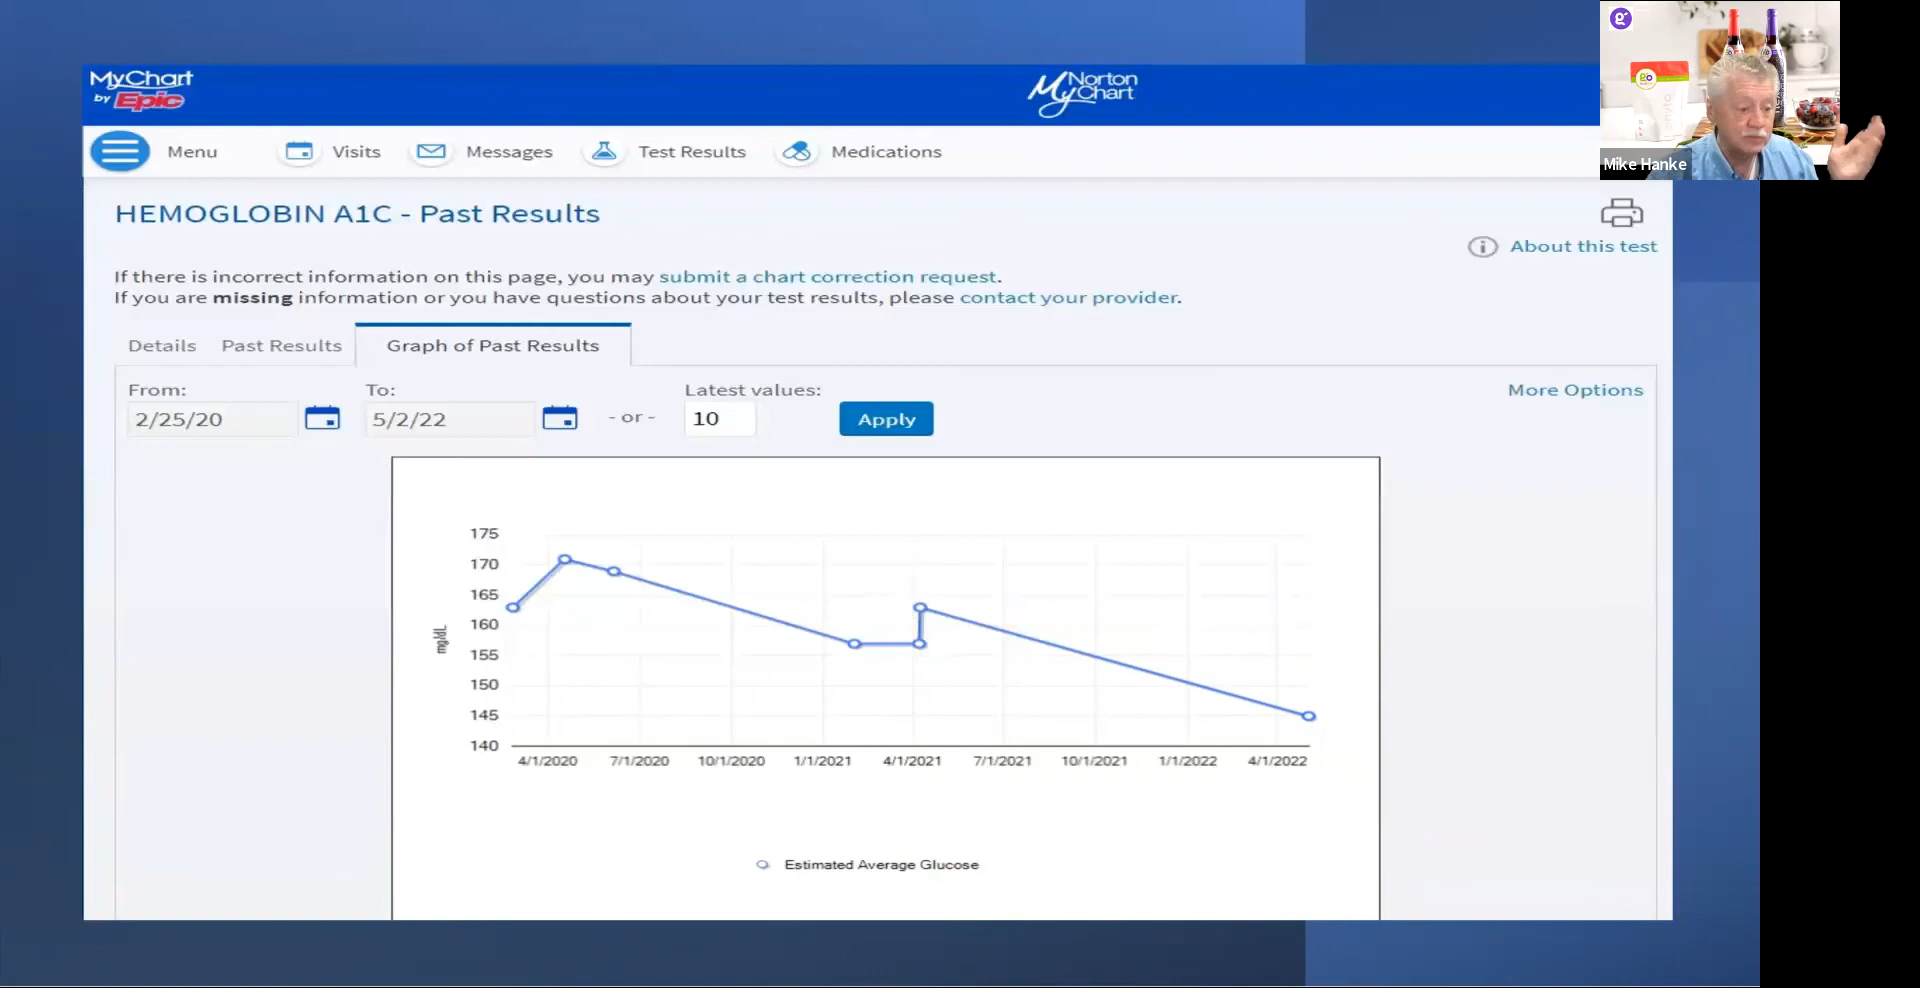 MyChart
by Epic
Norton
MyChart
Menu
Visits
Messages
Test Results
Medications
Mike Hanke
HEMOGLOBIN A1C - Past Results
About this test
If there is incorrect information on this page, you may submit a chart correction request.
If you are missing information or you have questions about your test results, please contact your provider.
Details
Past Results
Graph of Past Results
From:
To:
Latest values:
More Options
2/25/20
5/2/22
- or -
10
Apply
175
170
165
160
155
150
145
140
mg/dL
4/1/2020
7/1/2020
10/1/2020
1/1/2021
4/1/2021
7/1/2021
10/1/2021
1/1/2022
4/1/2022
Estimated Average Glucose